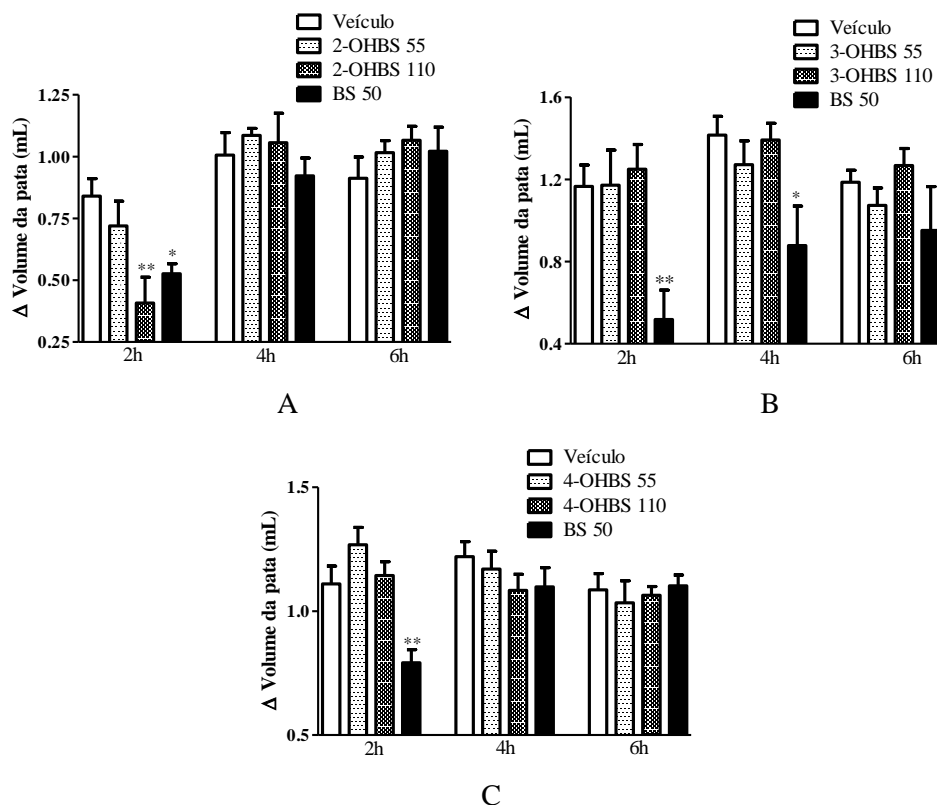 Veículo
2-OHBS 55
2-OHBS 110
BS 50
Δ Volume da pata (mL)
1.25
1.00
0.75
0.50
0.25
**
*
2h
4h
6h
A
Veículo
3-OHBS 55
3-OHBS 110
BS 50
Δ Volume da pata (mL)
1.6
1.2
0.8
0.4
**
*
2h
4h
6h
B
Veículo
4-OHBS 55
4-OHBS 110
BS 50
Δ Volume da pata (mL)
1.5
1.0
0.5
**
2h
4h
6h
C